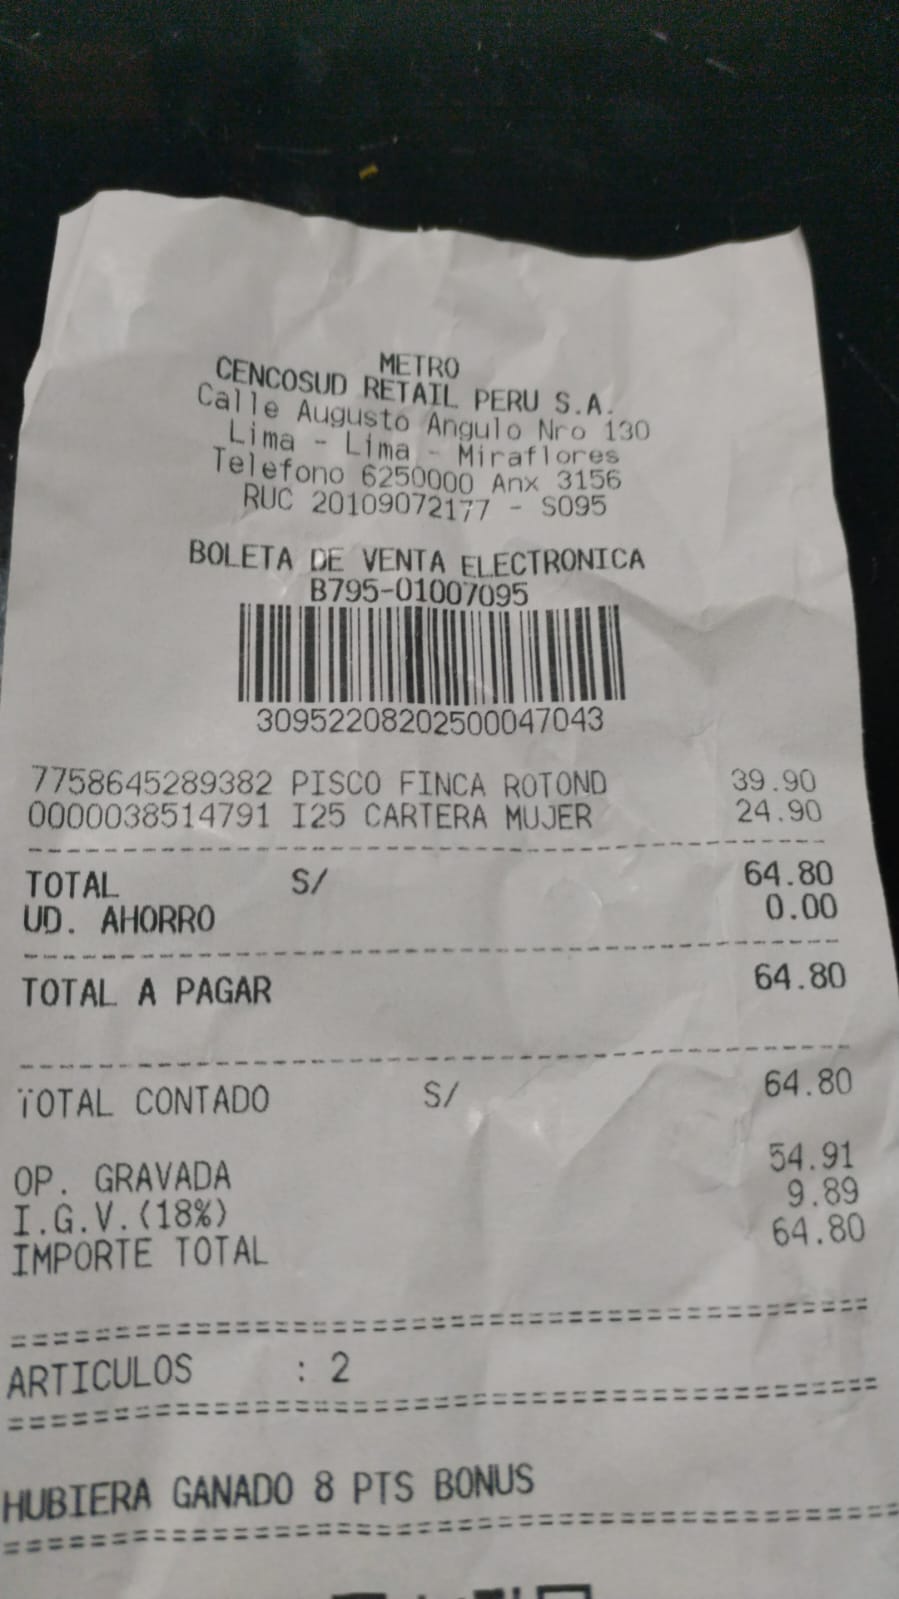 METRO
CENCOSUD RETAIL PERU S.A.
Calle Augusto Angulo Nro 130
Lima - Lima - Miraflores
Telefono 6250000 Anx 3156
RUC 20109072177 - S095
BOLETA DE VENTA ELECTRONICA
B795-01007095
30952208202500047043
7758645289382 PISCO FINCA ROTOND 39.90
0000038514791 I25 CARTERA MUJER 24.90
TOTAL S/ 64.80
UD. AHORRO 0.00
TOTAL A PAGAR 64.80
TOTAL CONTADO S/ 64.80
OP. GRAVADA 54.91
I.G.V.(18%) 9.89
IMPORTE TOTAL 64.80
ARTICULOS : 2
HUBIERA GANADO 8 PTS BONUS